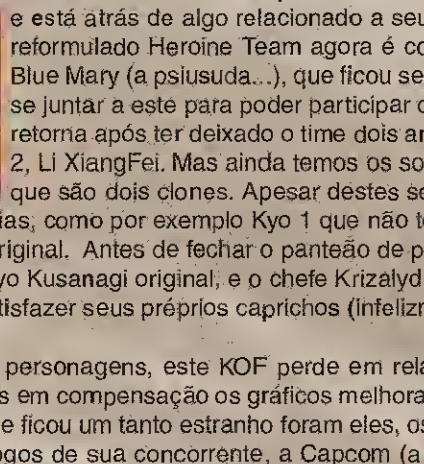 e está atrás de algo relacionado a seu
reformulado Heroine Team agora é co
Blue Mary (a psiusuda...), que ficou se
se juntar a este para poder participar
retorna após ter deixado o time dois an
2, Li XiangFei. Mas ainda temos os so
que são dois clones. Apesar destes se
ias, como por exemplo Kyo 1 que não t
riginal. Antes de fechar o panteão de p
yo Kusanagi original, e o chefe Krizalyd
tisfazer seus préprios caprichos (infelizr
personagens, este KOF perde em rela
s em compensação os gráficos melhora
e ficou um tanto estranho foram eles, os
ogos de sua concorrente, a Capcom (a